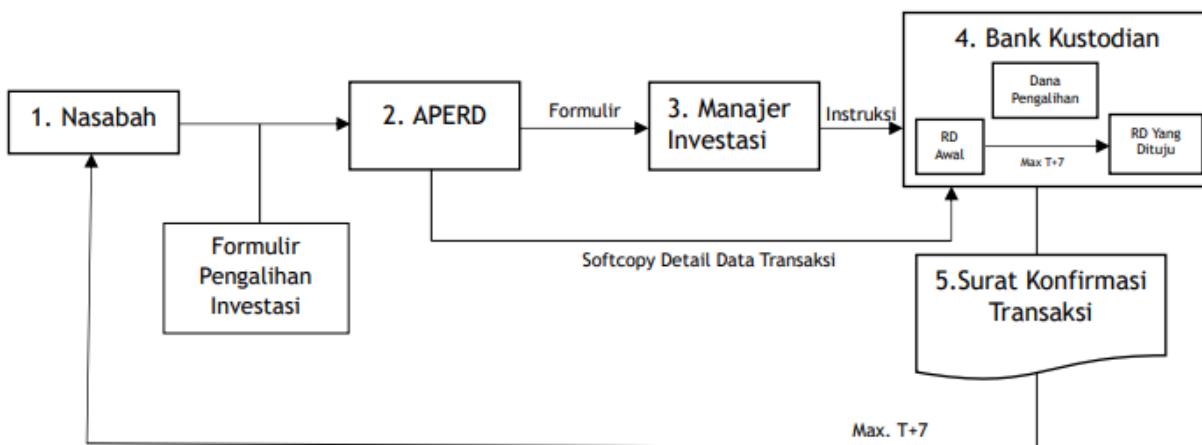 1. Nasabah
Formulir
Pengalihan
Investasi
2. APERD
Formulir
3. Manajer
Investasi
Instruksi
4. Bank Kustodian
Dana
Pengalihan
RD
Awal
Max T+7
RD Yang
Dituju
Softcopy Detail Data Transaksi
5.Surat Konfirmasi
Transaksi
Max. T+7